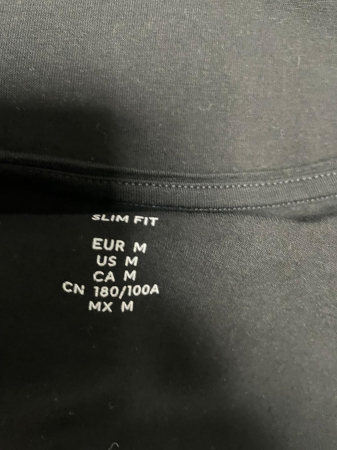 SLIM FIT
EUR M
US M
CA M
CN 180/100A
MX M